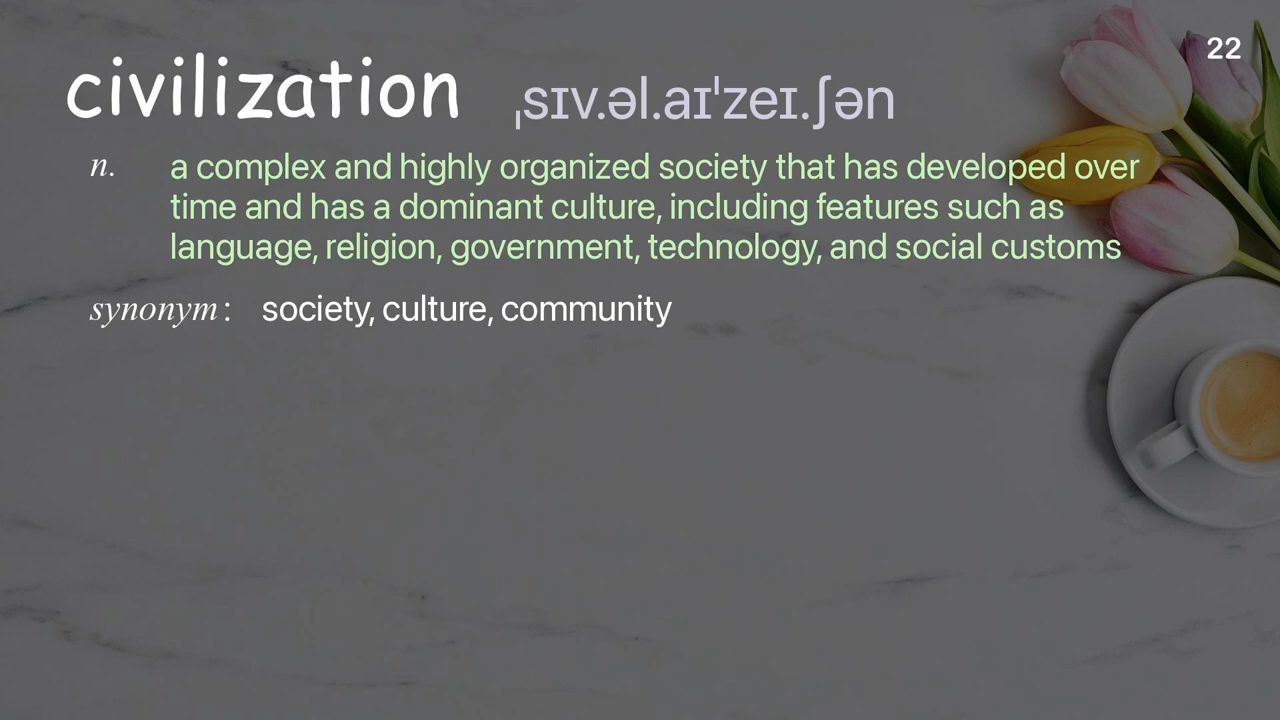 22
civilization ˌsɪv.əl.aɪˈzeɪ.ʃən
n. a complex and highly organized society that has developed over
time and has a dominant culture, including features such as
language, religion, government, technology, and social customs
synonym: society, culture, community